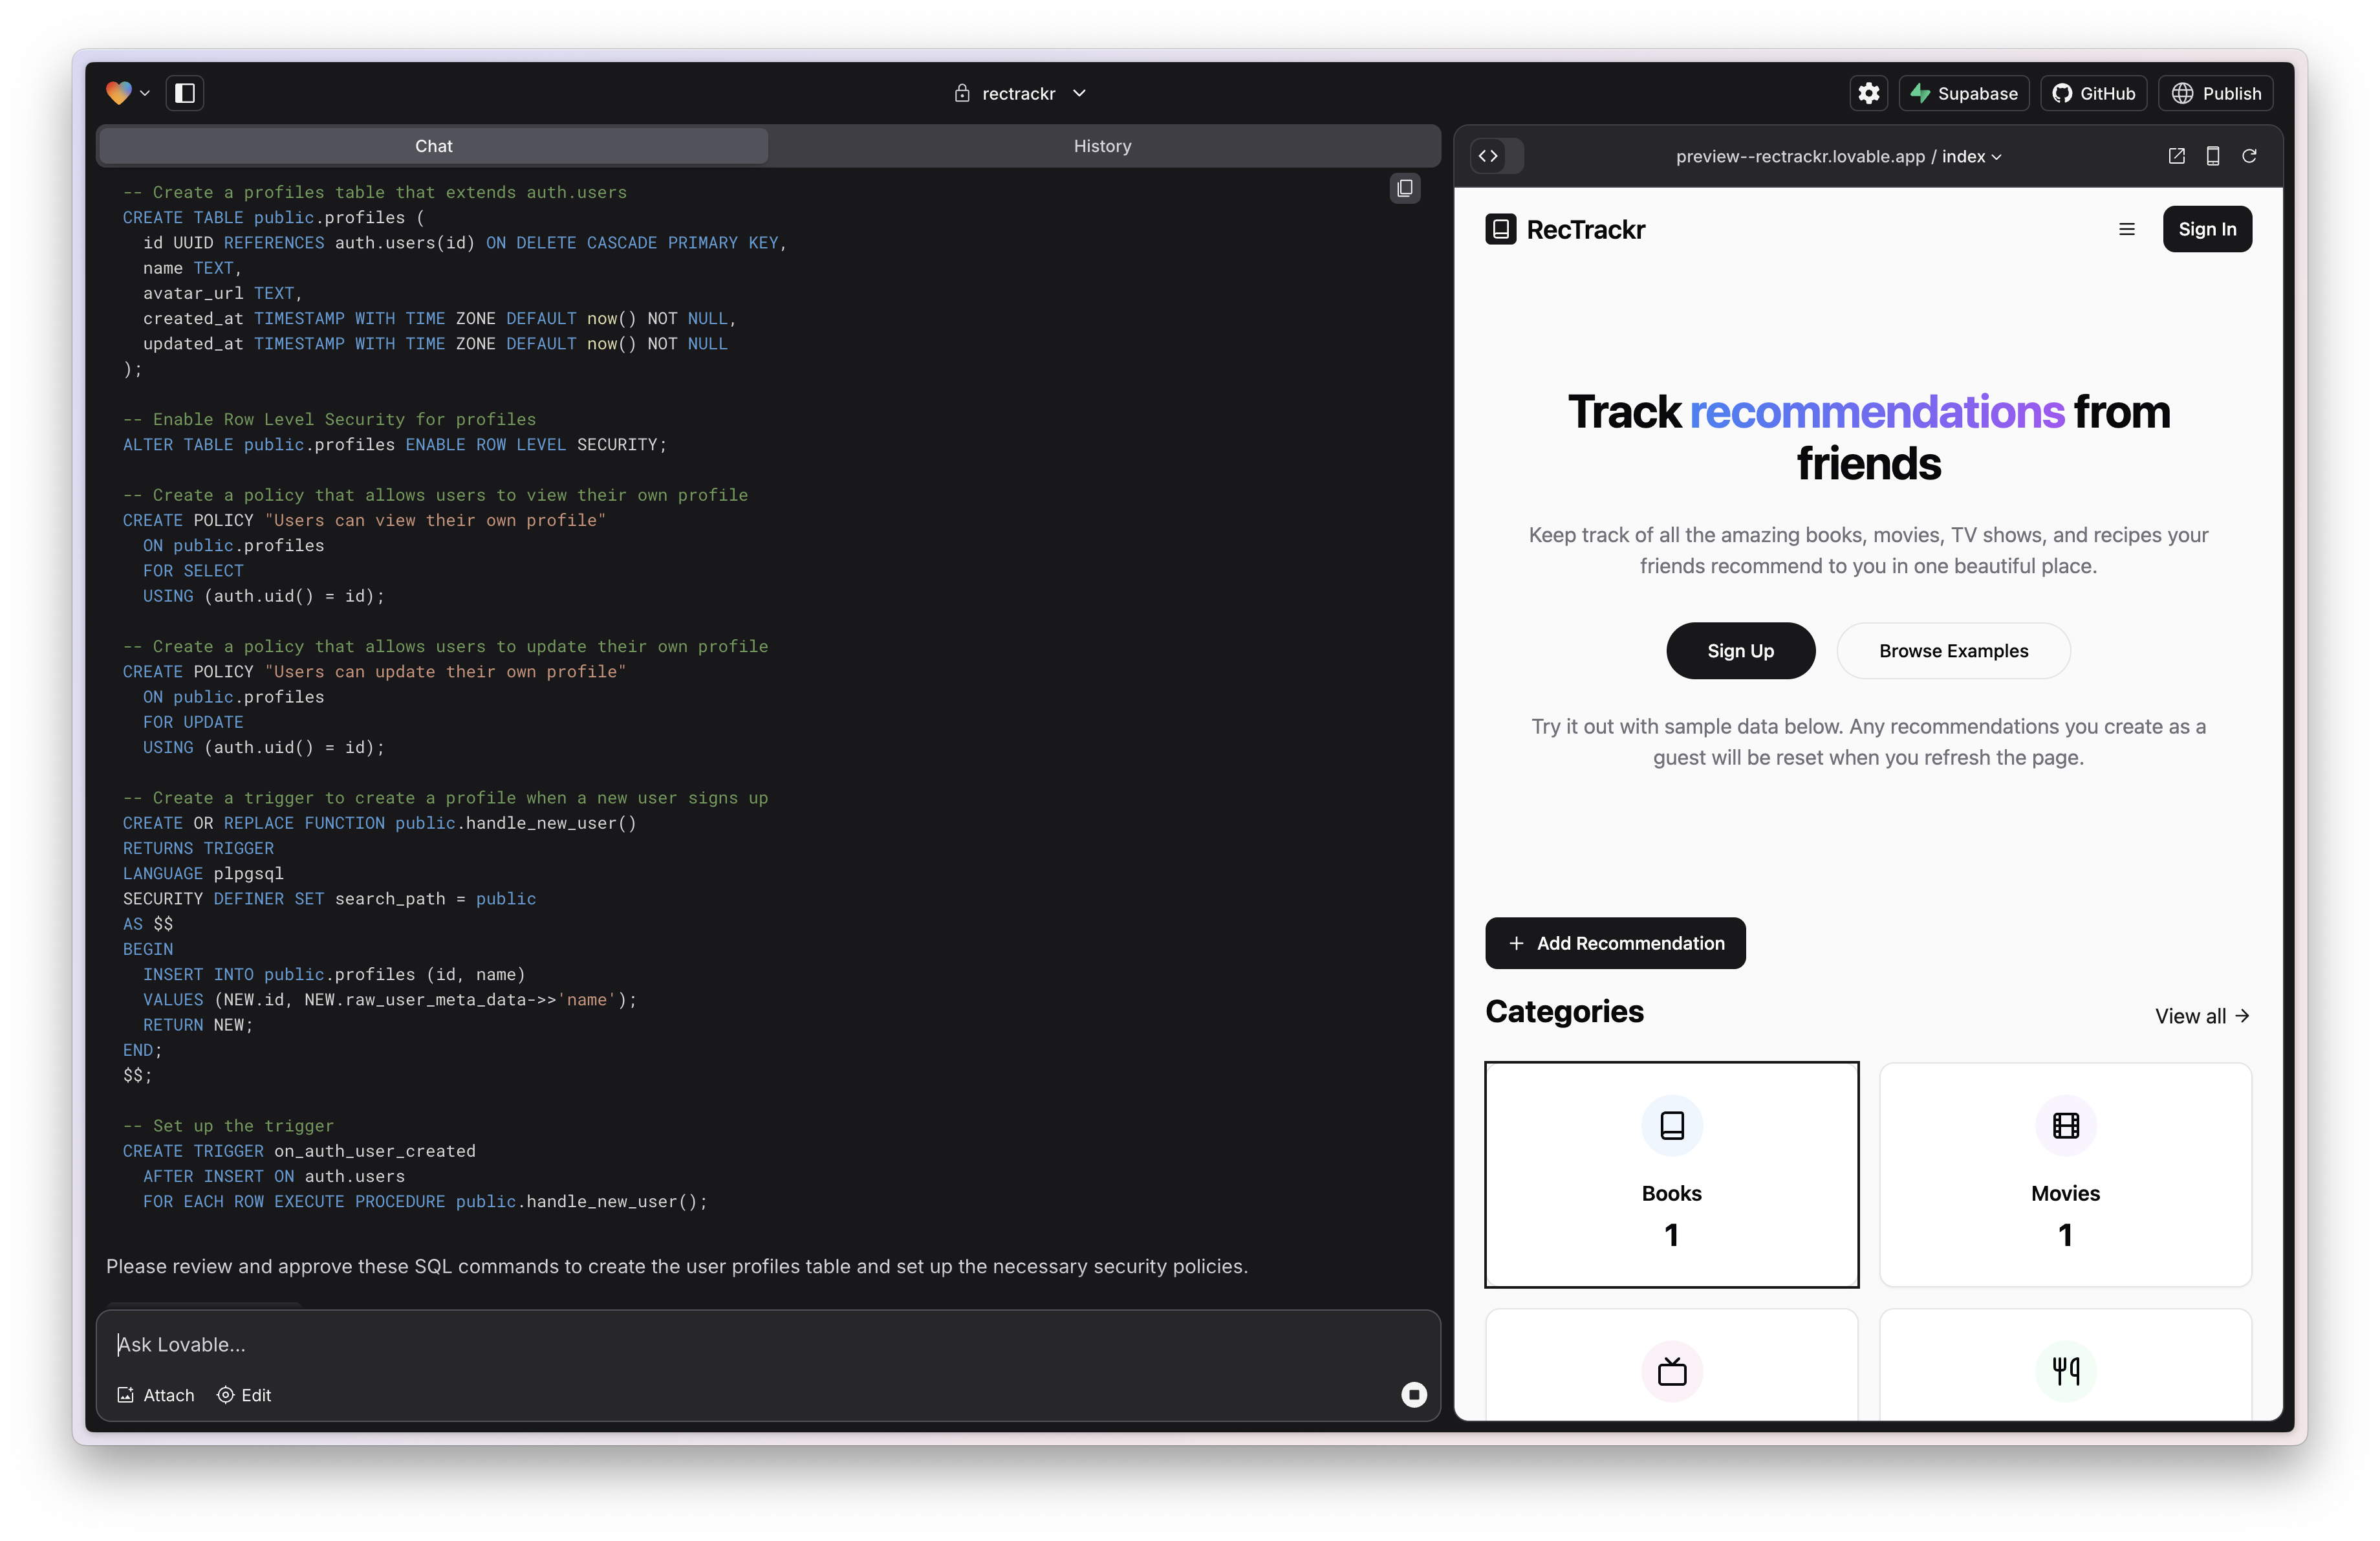 rectrackr
Supabase
GitHub
Publish
Chat
History
-- Create a profiles table that extends auth.users
CREATE TABLE public.profiles (
  id UUID REFERENCES auth.users(id) ON DELETE CASCADE PRIMARY KEY,
  name TEXT,
  avatar_url TEXT,
  created_at TIMESTAMP WITH TIME ZONE DEFAULT now() NOT NULL,
  updated_at TIMESTAMP WITH TIME ZONE DEFAULT now() NOT NULL
);
-- Enable Row Level Security for profiles
ALTER TABLE public.profiles ENABLE ROW LEVEL SECURITY;
-- Create a policy that allows users to view their own profile
CREATE POLICY "Users can view their own profile"
  ON public.profiles
  FOR SELECT
  USING (auth.uid() = id);
-- Create a policy that allows users to update their own profile
CREATE POLICY "Users can update their own profile"
  ON public.profiles
  FOR UPDATE
  USING (auth.uid() = id);
-- Create a trigger to create a profile when a new user signs up
CREATE OR REPLACE FUNCTION public.handle_new_user()
RETURNS TRIGGER
LANGUAGE plpgsql
SECURITY DEFINER SET search_path = public
AS $$
BEGIN
  INSERT INTO public.profiles (id, name)
  VALUES (NEW.id, NEW.raw_user_meta_data->>'name');
  RETURN NEW;
END;
$$;
-- Set up the trigger
CREATE TRIGGER on_auth_user_created
  AFTER INSERT ON auth.users
  FOR EACH ROW EXECUTE PROCEDURE public.handle_new_user();
Please review and approve these SQL commands to create the user profiles table and set up the necessary security policies.
Ask Lovable...
Attach
Edit
preview--rectrackr.lovable.app / index
RecTrackr
Sign In
Track recommendations from
friends
Keep track of all the amazing books, movies, TV shows, and recipes your
friends recommend to you in one beautiful place.
Sign Up
Browse Examples
Try it out with sample data below. Any recommendations you create as a
guest will be reset when you refresh the page.
+ Add Recommendation
Categories
View all →
Books
1
Movies
1